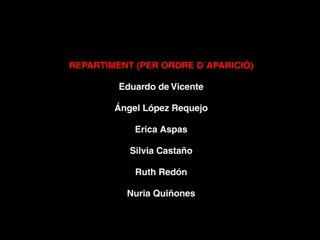 REPARTIMENT (PER ORDRE D´APARICIÓ)
Eduardo de Vicente
Ángel López Requejo
Erica Aspas
Silvia Castaño
Ruth Redón
Nuria Quiñones